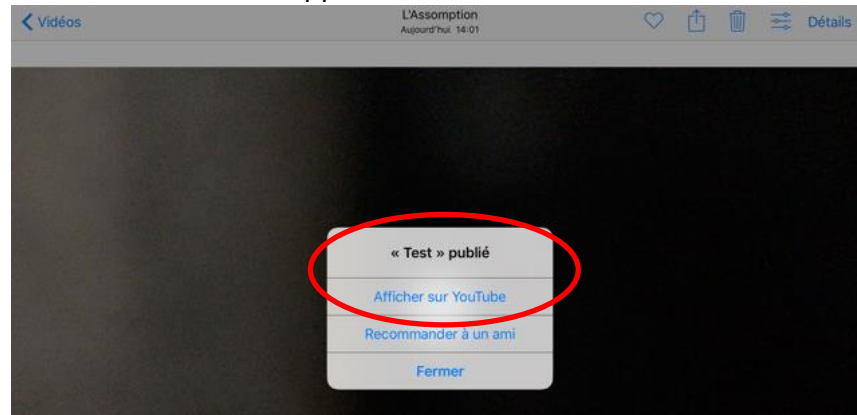 Vidéos
L'Assomption
Aujourd'hui 14:01
Détails
« Test » publié
Afficher sur YouTube
Recommander à un ami
Fermer